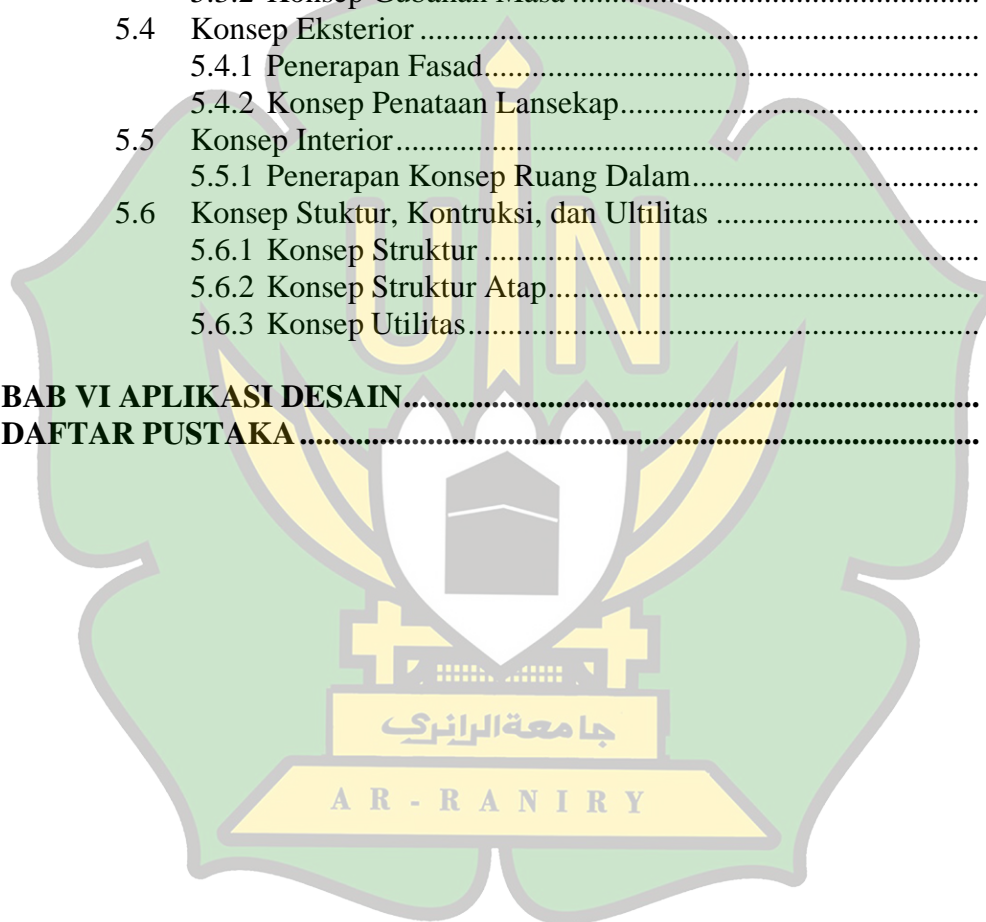 5.4 Konsep Eksterior
5.4.1 Penerapan Fasad
5.4.2 Konsep Penataan Lansekap
5.5 Konsep Interior
5.5.1 Penerapan Konsep Ruang Dalam
5.6 Konsep Stuktur, Kontruksi, dan Ultilitas
5.6.1 Konsep Struktur
5.6.2 Konsep Struktur Atap
5.6.3 Konsep Utilitas
BAB VI APLIKASI DESAIN
DAFTAR PUSTAKA
UIN
جامعةالرانري
AR-RANIRY